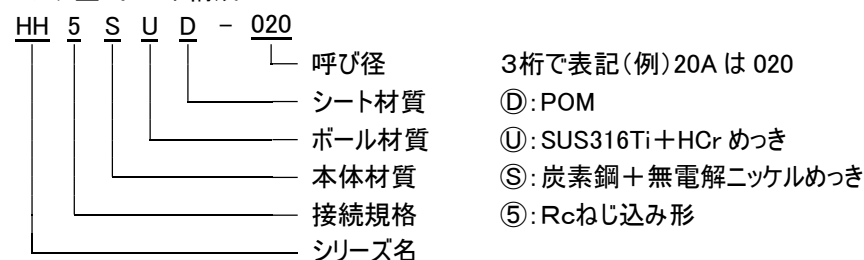 HH 5 S U D - 020
呼び径 3桁で表記(例)20A は 020
シート材質 Ⓓ:POM
ボール材質 Ⓤ:SUS316Ti+HCr めっき
本体材質 Ⓢ:炭素鋼+無電解ニッケルめっき
接続規格 ⑤:Rcねじ込み形
シリーズ名